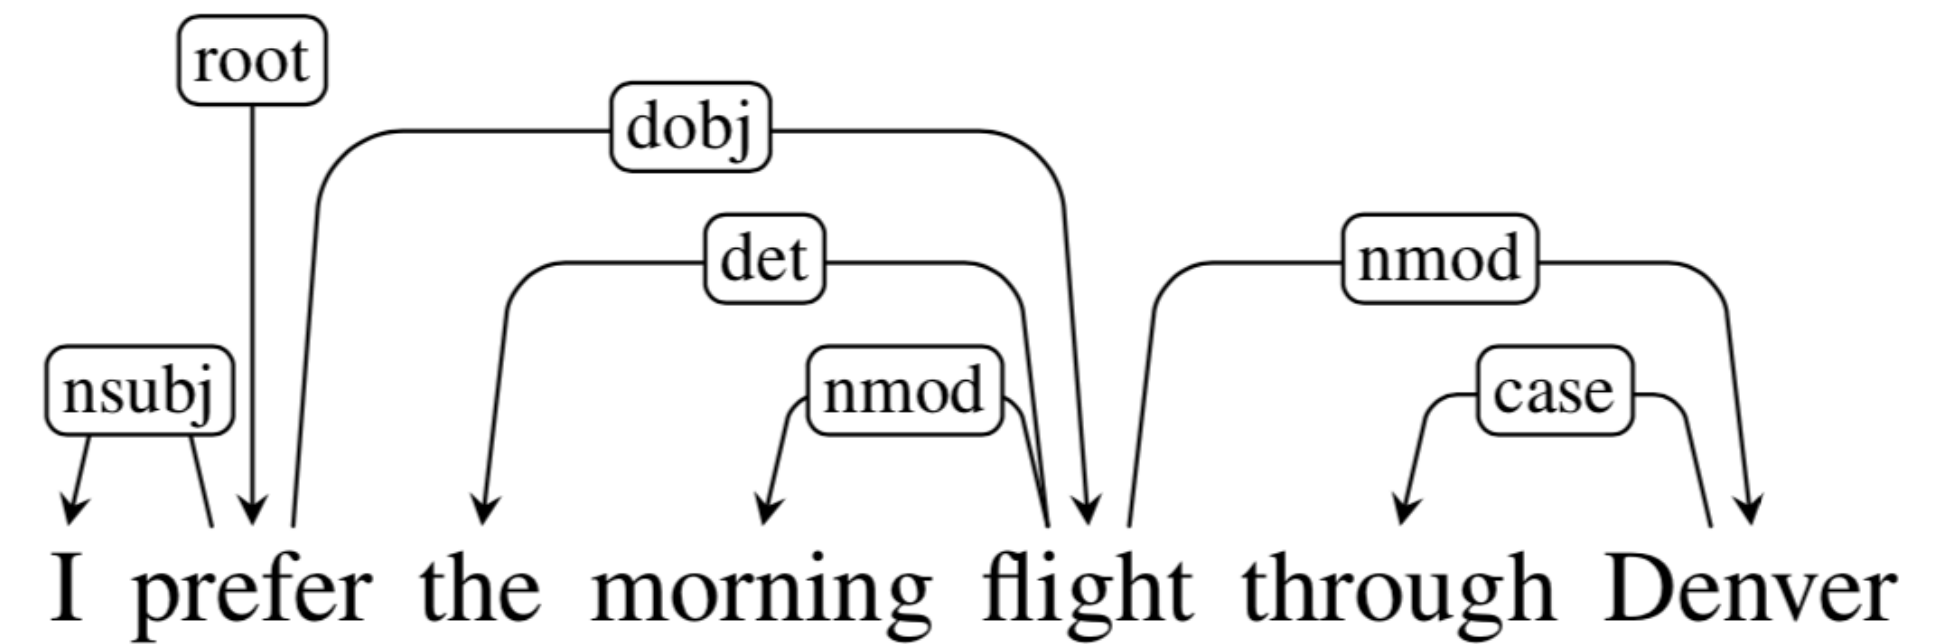 root
dobj
det
nmod
nsubj
nmod
case
I prefer the morning flight through Denver